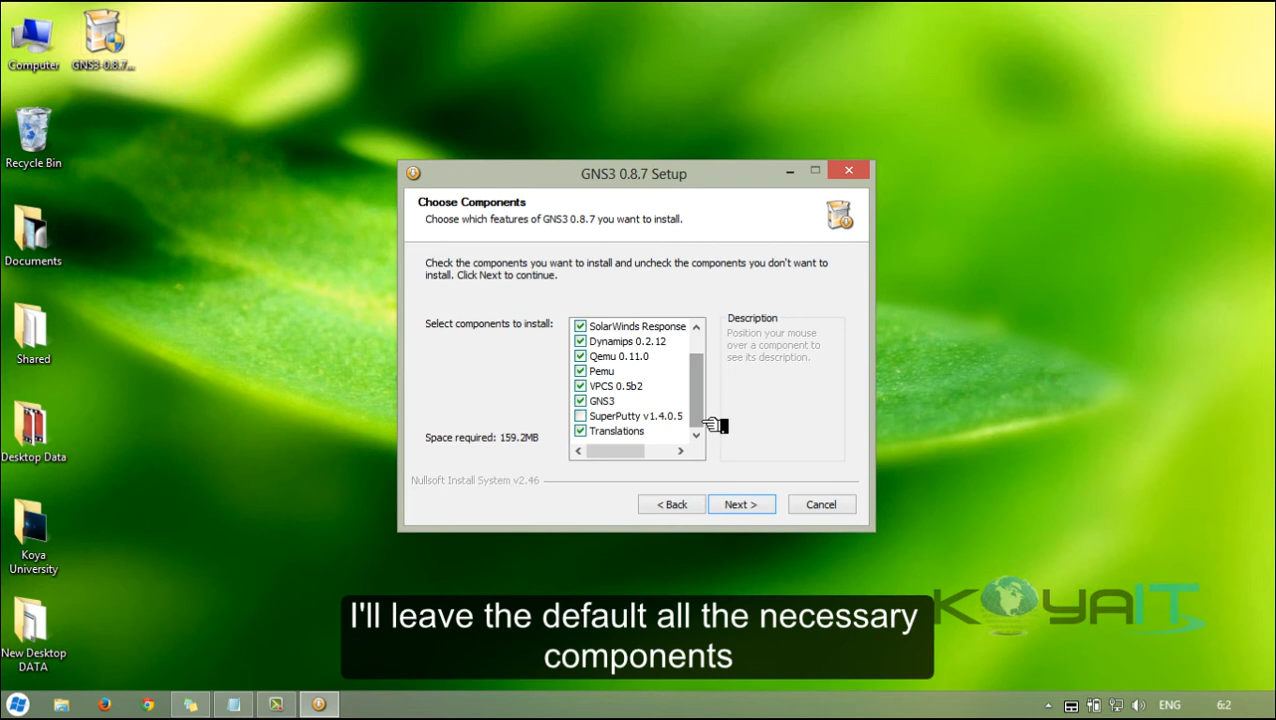 Computer
GNS3-0.8.7...
Recycle Bin
Documents
Shared
Desktop Data
Koya
University
New Desktop
DATA
GNS3 0.8.7 Setup
Choose Components
Choose which features of GNS3 0.8.7 you want to install.
Check the components you want to install and uncheck the components you don't want to
install. Click Next to continue.
Select components to install:
SolarWinds Response
Dynamips 0.2.12
Qemu 0.11.0
Pemu
VPCS 0.5b2
GNS3
SuperPutty v1.4.0.5
Translations
Description
Position your mouse
over a component to
see its description.
Space required: 159.2MB
Nullsoft Install System v2.46
< Back
Next >
Cancel
KOYAIT
I'll leave the default all the necessary
components
ENG
6:2